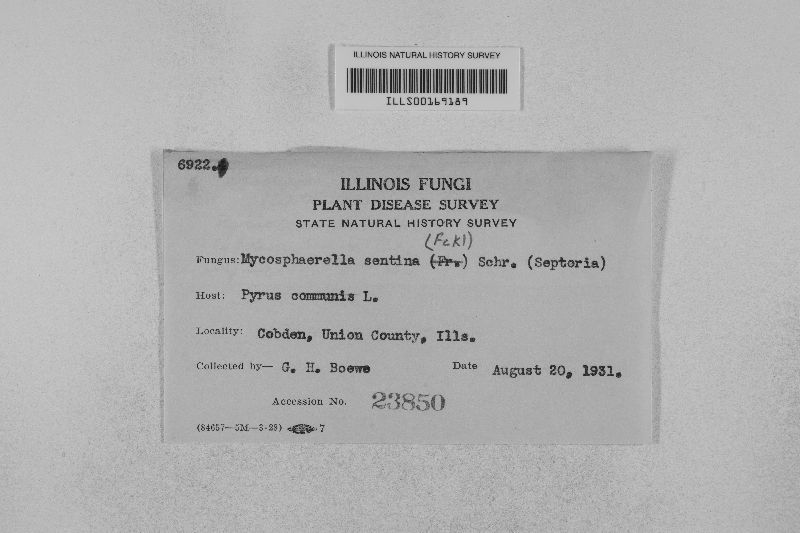 ILLINOIS NATURAL HISTORY SURVEY
ILLS00169189
6922.
ILLINOIS FUNGI
PLANT DISEASE SURVEY
STATE NATURAL HISTORY SURVEY
(Fckl)
Fungus: Mycosphaerella sentina (Fr.) Schr. (Septoria)
Host: Pyrus communis L.
Locality: Cobden, Union County, Ills.
Collected by— G. H. Boewe Date August 20, 1931.
Accession No. 23850
(84657—5M—3-29) 7